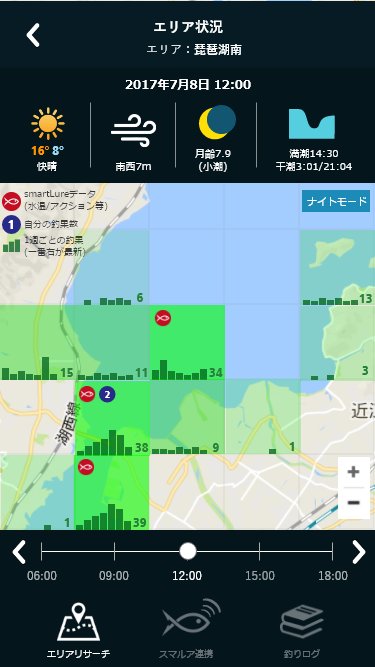 エリア状況
エリア：琵琶湖南
2017年7月8日 12:00
16° 8°
快晴
南西7m
月齢7.9
(小潮)
満潮14:30
干潮3:01/21:04
smartLureデータ
(水温/アクション等)
1 自分の釣果数
1週ごとの釣果
(一番右が最新)
ナイトモード
6
13
15
11
34
3
2
湖西線
38
9
1
近江
1
39
+
−
06:00 09:00 12:00 15:00 18:00
エリアリサーチ スマルア連携 釣りログ